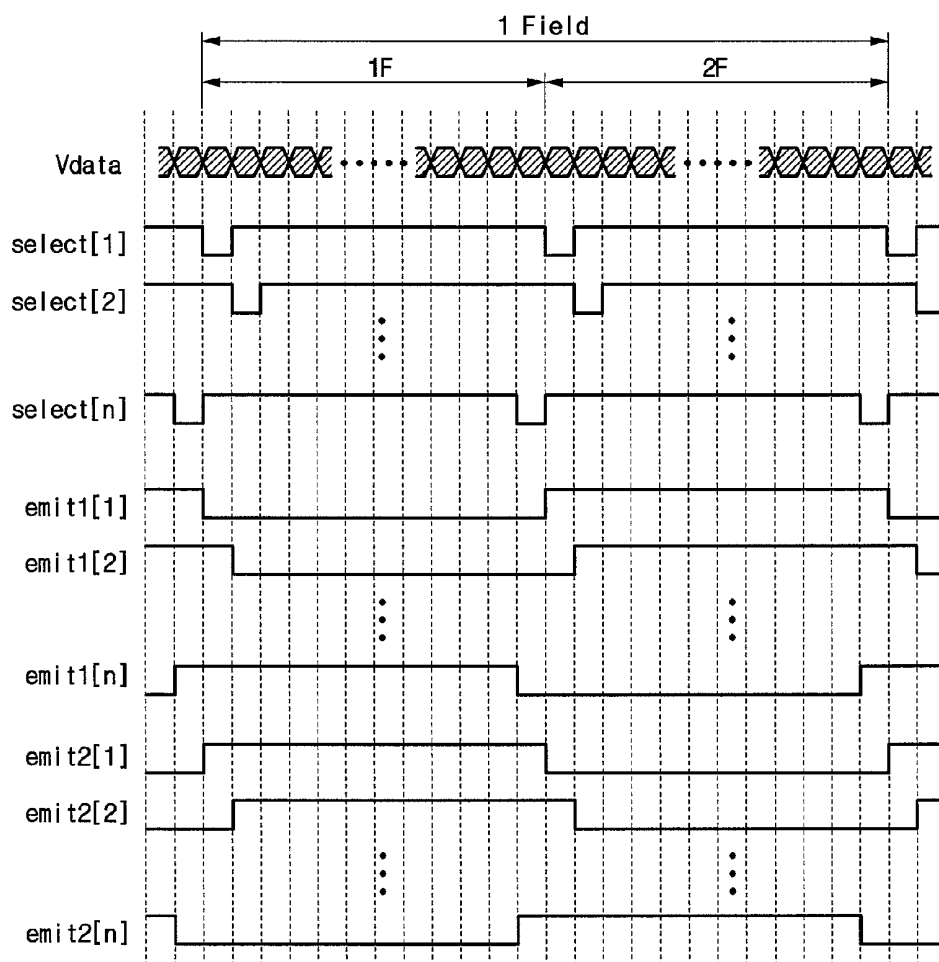 1 Field
1F
2F
Vdata
select[1]
select[2]
select[n]
emit1[1]
emit1[2]
emit1[n]
emit2[1]
emit2[2]
emit2[n]